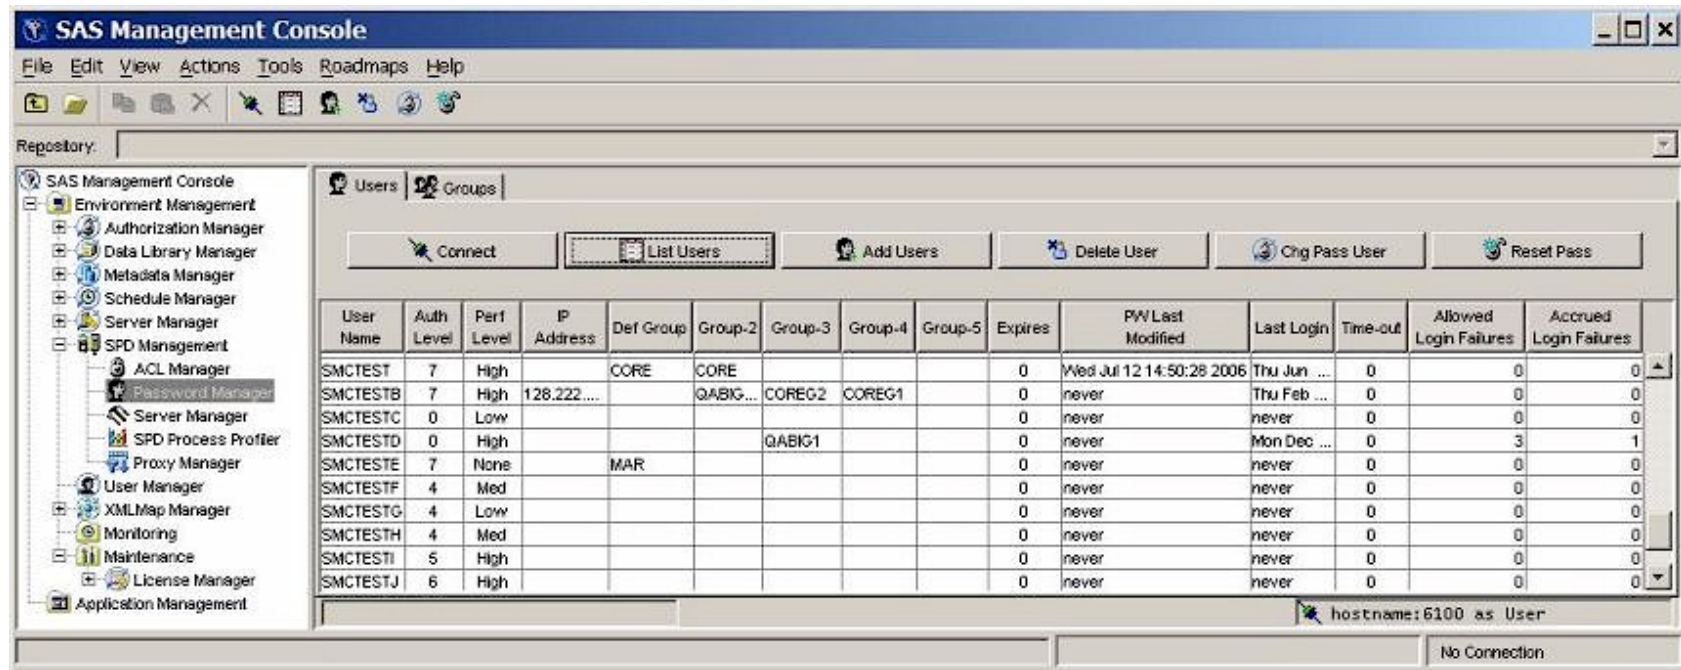 SAS Management Console
File Edit View Actions Tools Roadmaps Help
Repository:
SAS Management Console
Environment Management
Authorization Manager
Data Library Manager
Metadata Manager
Schedule Manager
Server Manager
SPD Management
ACL Manager
Password Manager
Server Manager
SPD Process Profiler
Proxy Manager
User Manager
XMLMap Manager
Monitoring
Maintenance
License Manager
Application Management
Users Groups
Connect List Users Add Users Delete User Chg Pass User Reset Pass
User Name Auth Level Perf Level IP Address Def Group Group-2 Group-3 Group-4 Group-5 Expires PW Last Modified Last Login Time-out Allowed Login Failures Accrued Login Failures
SMCTEST 7 High CORE CORE 0 Wed Jul 12 14:50:28 2006 Thu Jun ... 0 0 0
SMCTESTB 7 High 128.222.... QABIG... COREG2 COREG1 0 never Thu Feb ... 0 0 0
SMCTESTC 0 Low 0 never never 0 0 0
SMCTESTD 0 High QABIG1 0 never Mon Dec ... 0 3 1
SMCTESTE 7 None MAR 0 never never 0 0 0
SMCTESTF 4 Med 0 never never 0 0 0
SMCTESTG 4 Low 0 never never 0 0 0
SMCTESTH 4 Med 0 never never 0 0 0
SMCTESTI 5 High 0 never never 0 0 0
SMCTESTJ 6 High 0 never never 0 0 0
hostname:6100 as User
No Connection